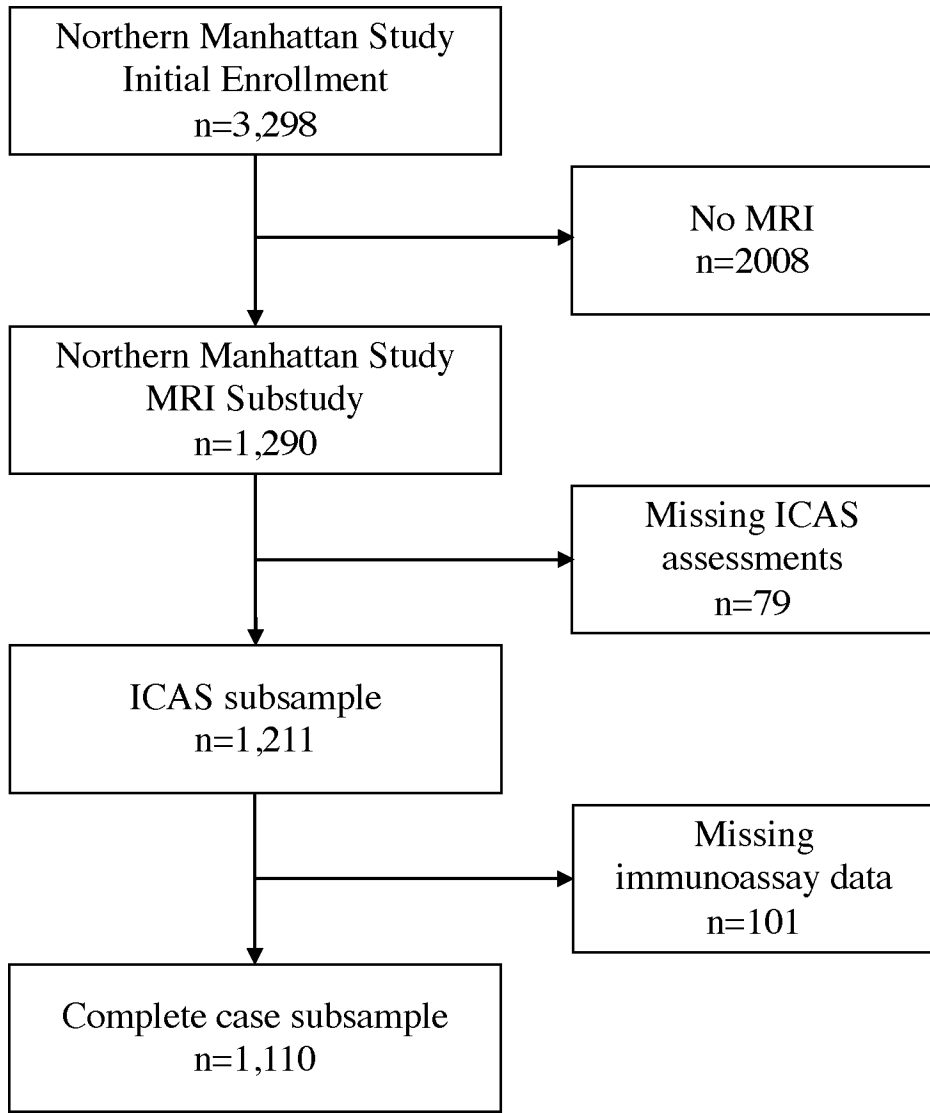 Northern Manhattan Study
Initial Enrollment
n=3,298
No MRI
n=2008
Northern Manhattan Study
MRI Substudy
n=1,290
Missing ICAS
assessments
n=79
ICAS subsample
n=1,211
Missing
immunoassay data
n=101
Complete case subsample
n=1,110